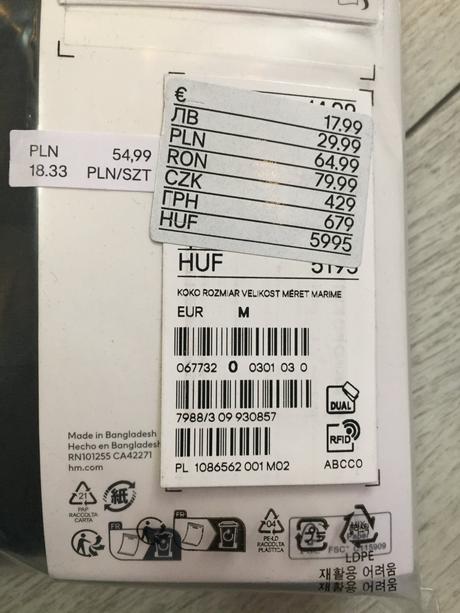 € 17.99
ЛВ 29.99
PLN 64.99
RON 79.99
CZK 429
ГРН 679
HUF 5995
PLN 54,99
18.33 PLN/SZT
HUF 5195
KOKO ROZMIAR VELIKOST MÉRET MARIME
EUR M
067732 0 0301 03 0
7988/3 09 930857
DUAL
RFID
PL 1086562 001 M02
ABCC0
Made in Bangladesh
Hecho en Bangladesh
RN101255 CA42271
hm.com
21
PAP
RACCOLTA
CARTA
紙
FR
FR
04
PE-LD
RACCOLTA
PLASTICA
LDPE
재활용 어려움
재활용 어려움